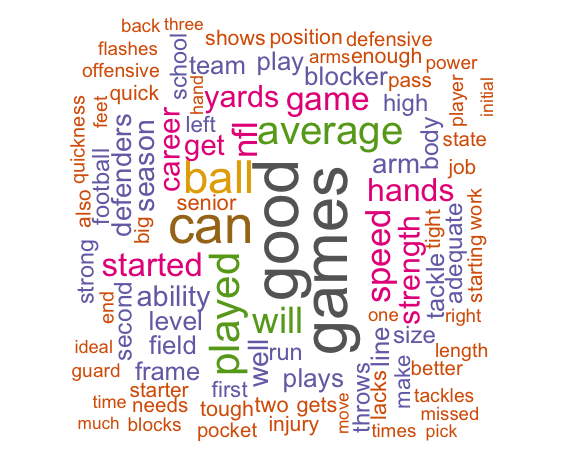 back three
flashes
shows position defensive
offensive
team
play
arms enough
power
school
blocker
pass
quick
hand
yards game
high
player
initial
feet
left
nfl
average
body
state
quickness
career
get
defenders
season
football
ball
arm
job
also
big
senior
can
good
games
hands
speed
strength
tight
tackle
adequate
starting work
strong
started
played
will
end
second
ability
level
field
well
run
one
right
size
line
ideal
guard
frame
starter
first
plays
throws
lacks
make
length
better
time
needs
tough two gets
move
tackles
missed
much
blocks
pocket
injury
times
pick